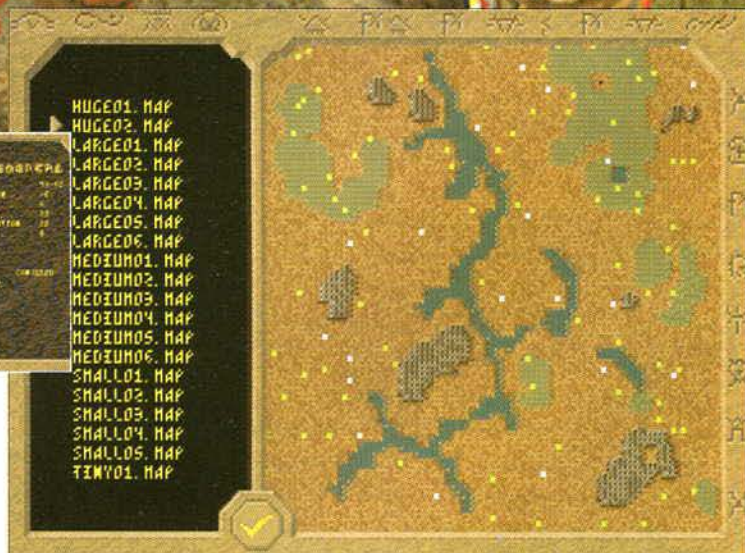 HUGE01. MAP
HUGE02. MAP
LARGE01. MAP
LARGE02. MAP
LARGE03. MAP
LARGE04. MAP
LARGE05. MAP
LARGE06. MAP
MEDIUM01. MAP
MEDIUM02. MAP
MEDIUM03. MAP
MEDIUM04. MAP
MEDIUM05. MAP
MEDIUM06. MAP
SMALL01. MAP
SMALL02. MAP
SMALL03. MAP
SMALL04. MAP
SMALL05. MAP
TINY01. MAP